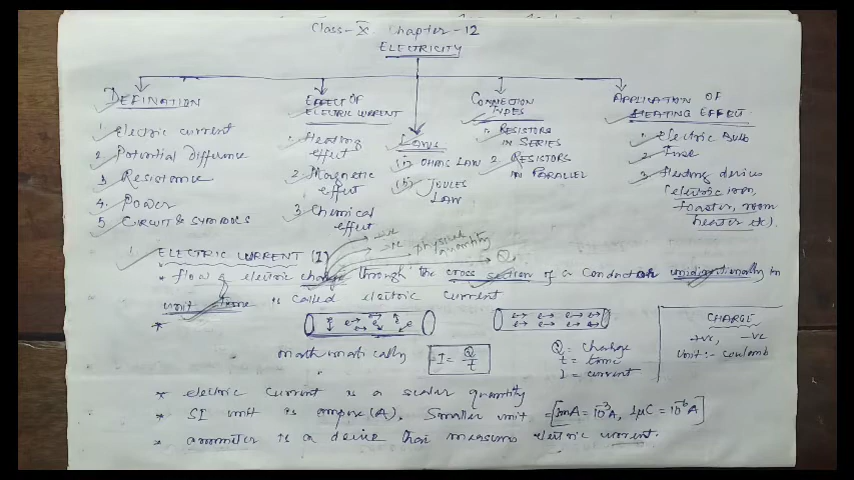 Class-X Chapter-12
ELECTRICITY
DEFINATION
1. Electric current
2. Potential difference
3. Resistance
4. Power
5. CIRCUIT & SYMBOLS
EFFECT OF
ELECTRIC CURRENT
1. Heating
effect
2. Magnetic
effect
3. Chemical
effect
LAWS
(i) OHMS LAW
(ii) JOULES
LAW
CONNECTION
TYPES
1. RESISTORS
IN SERIES
2. RESISTORS
IN PARALLEL
APPLICATION OF
HEATING EFFECT
1. Electric Bulb
2. Fuse
3. Heating device
(electric iron,
toaster, room
heater etc).
1. ELECTRIC CURRENT (I)
+ve
-ve
physical
quantity
Q
* flow of electric charge through the cross section of a conductor unidirectionally in
unit time is called electric current
*
mathematically I = Q/t
Q = charge
t = time
I = current
CHARGE
+ve, -ve
Unit:- coulomb
* electric current is a scalar quantity
* SI unit is ampere (A). Smaller unit = [1mA = 10⁻³A, 1μC = 10⁻⁶A]
* ammeter is a device that measures electric current.